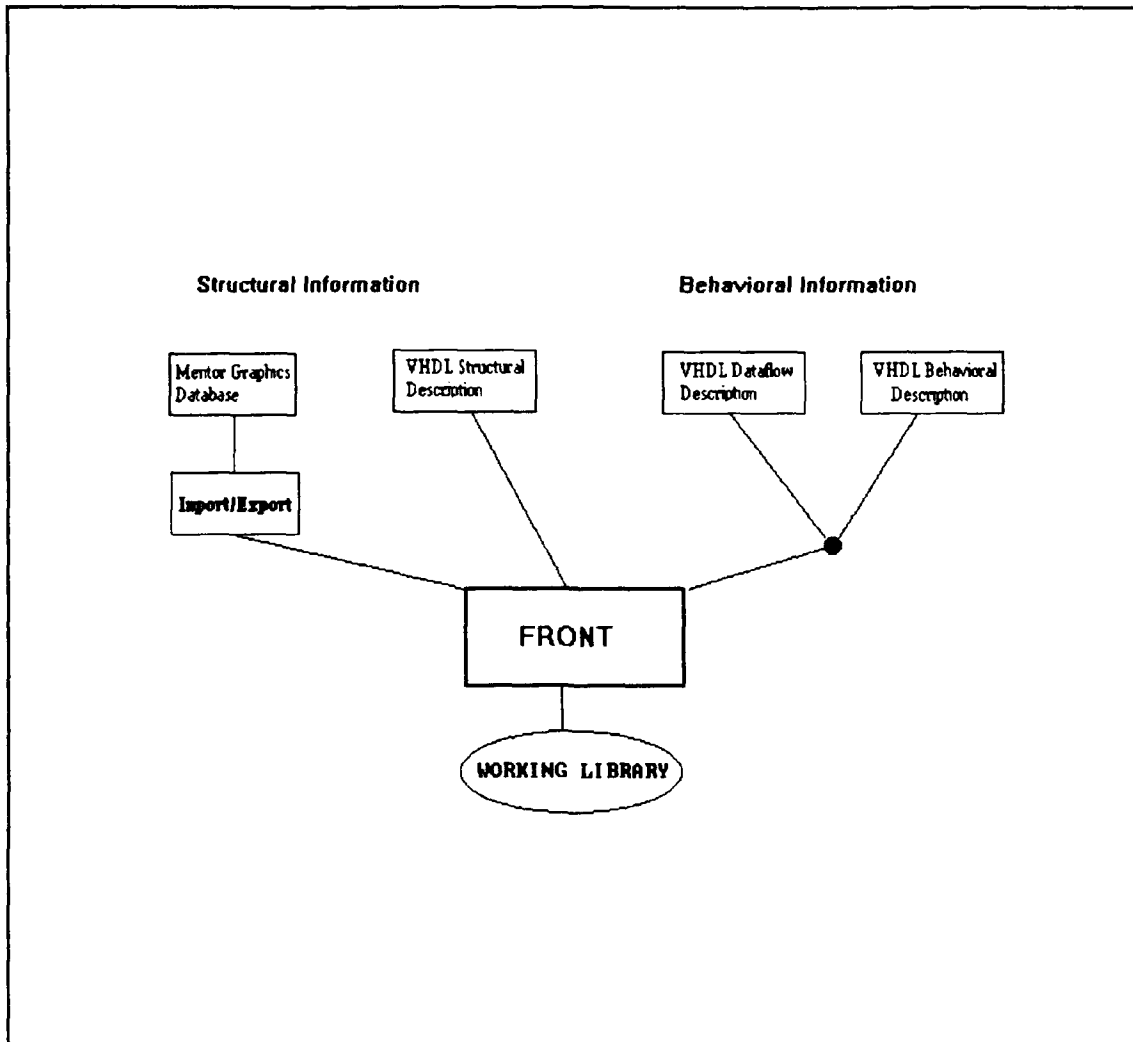 Structural Information
Behavioral Information
Mentor Graphics
Database
VHDL Structural
Description
VHDL Dataflow
Description
VHDL Behavioral
Description
Import/Export
FRONT
WORKING LIBRARY